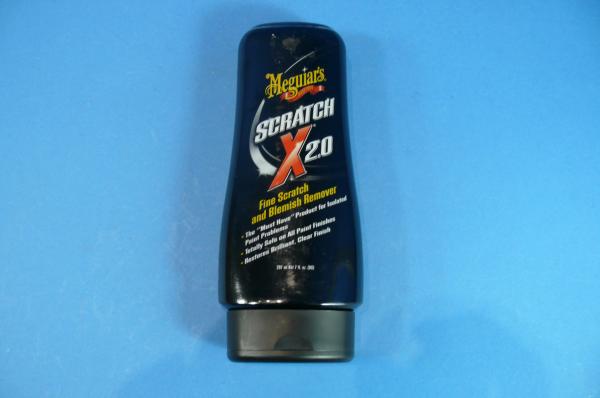 Meguiar's
SCRATCH
X 2.0
Fine Scratch
and Blemish Remover
- The "Must Have" Product for Isolated
Paint Problems
- Totally Safe on All Paint Finishes
- Restores Brilliant, Clear Finish